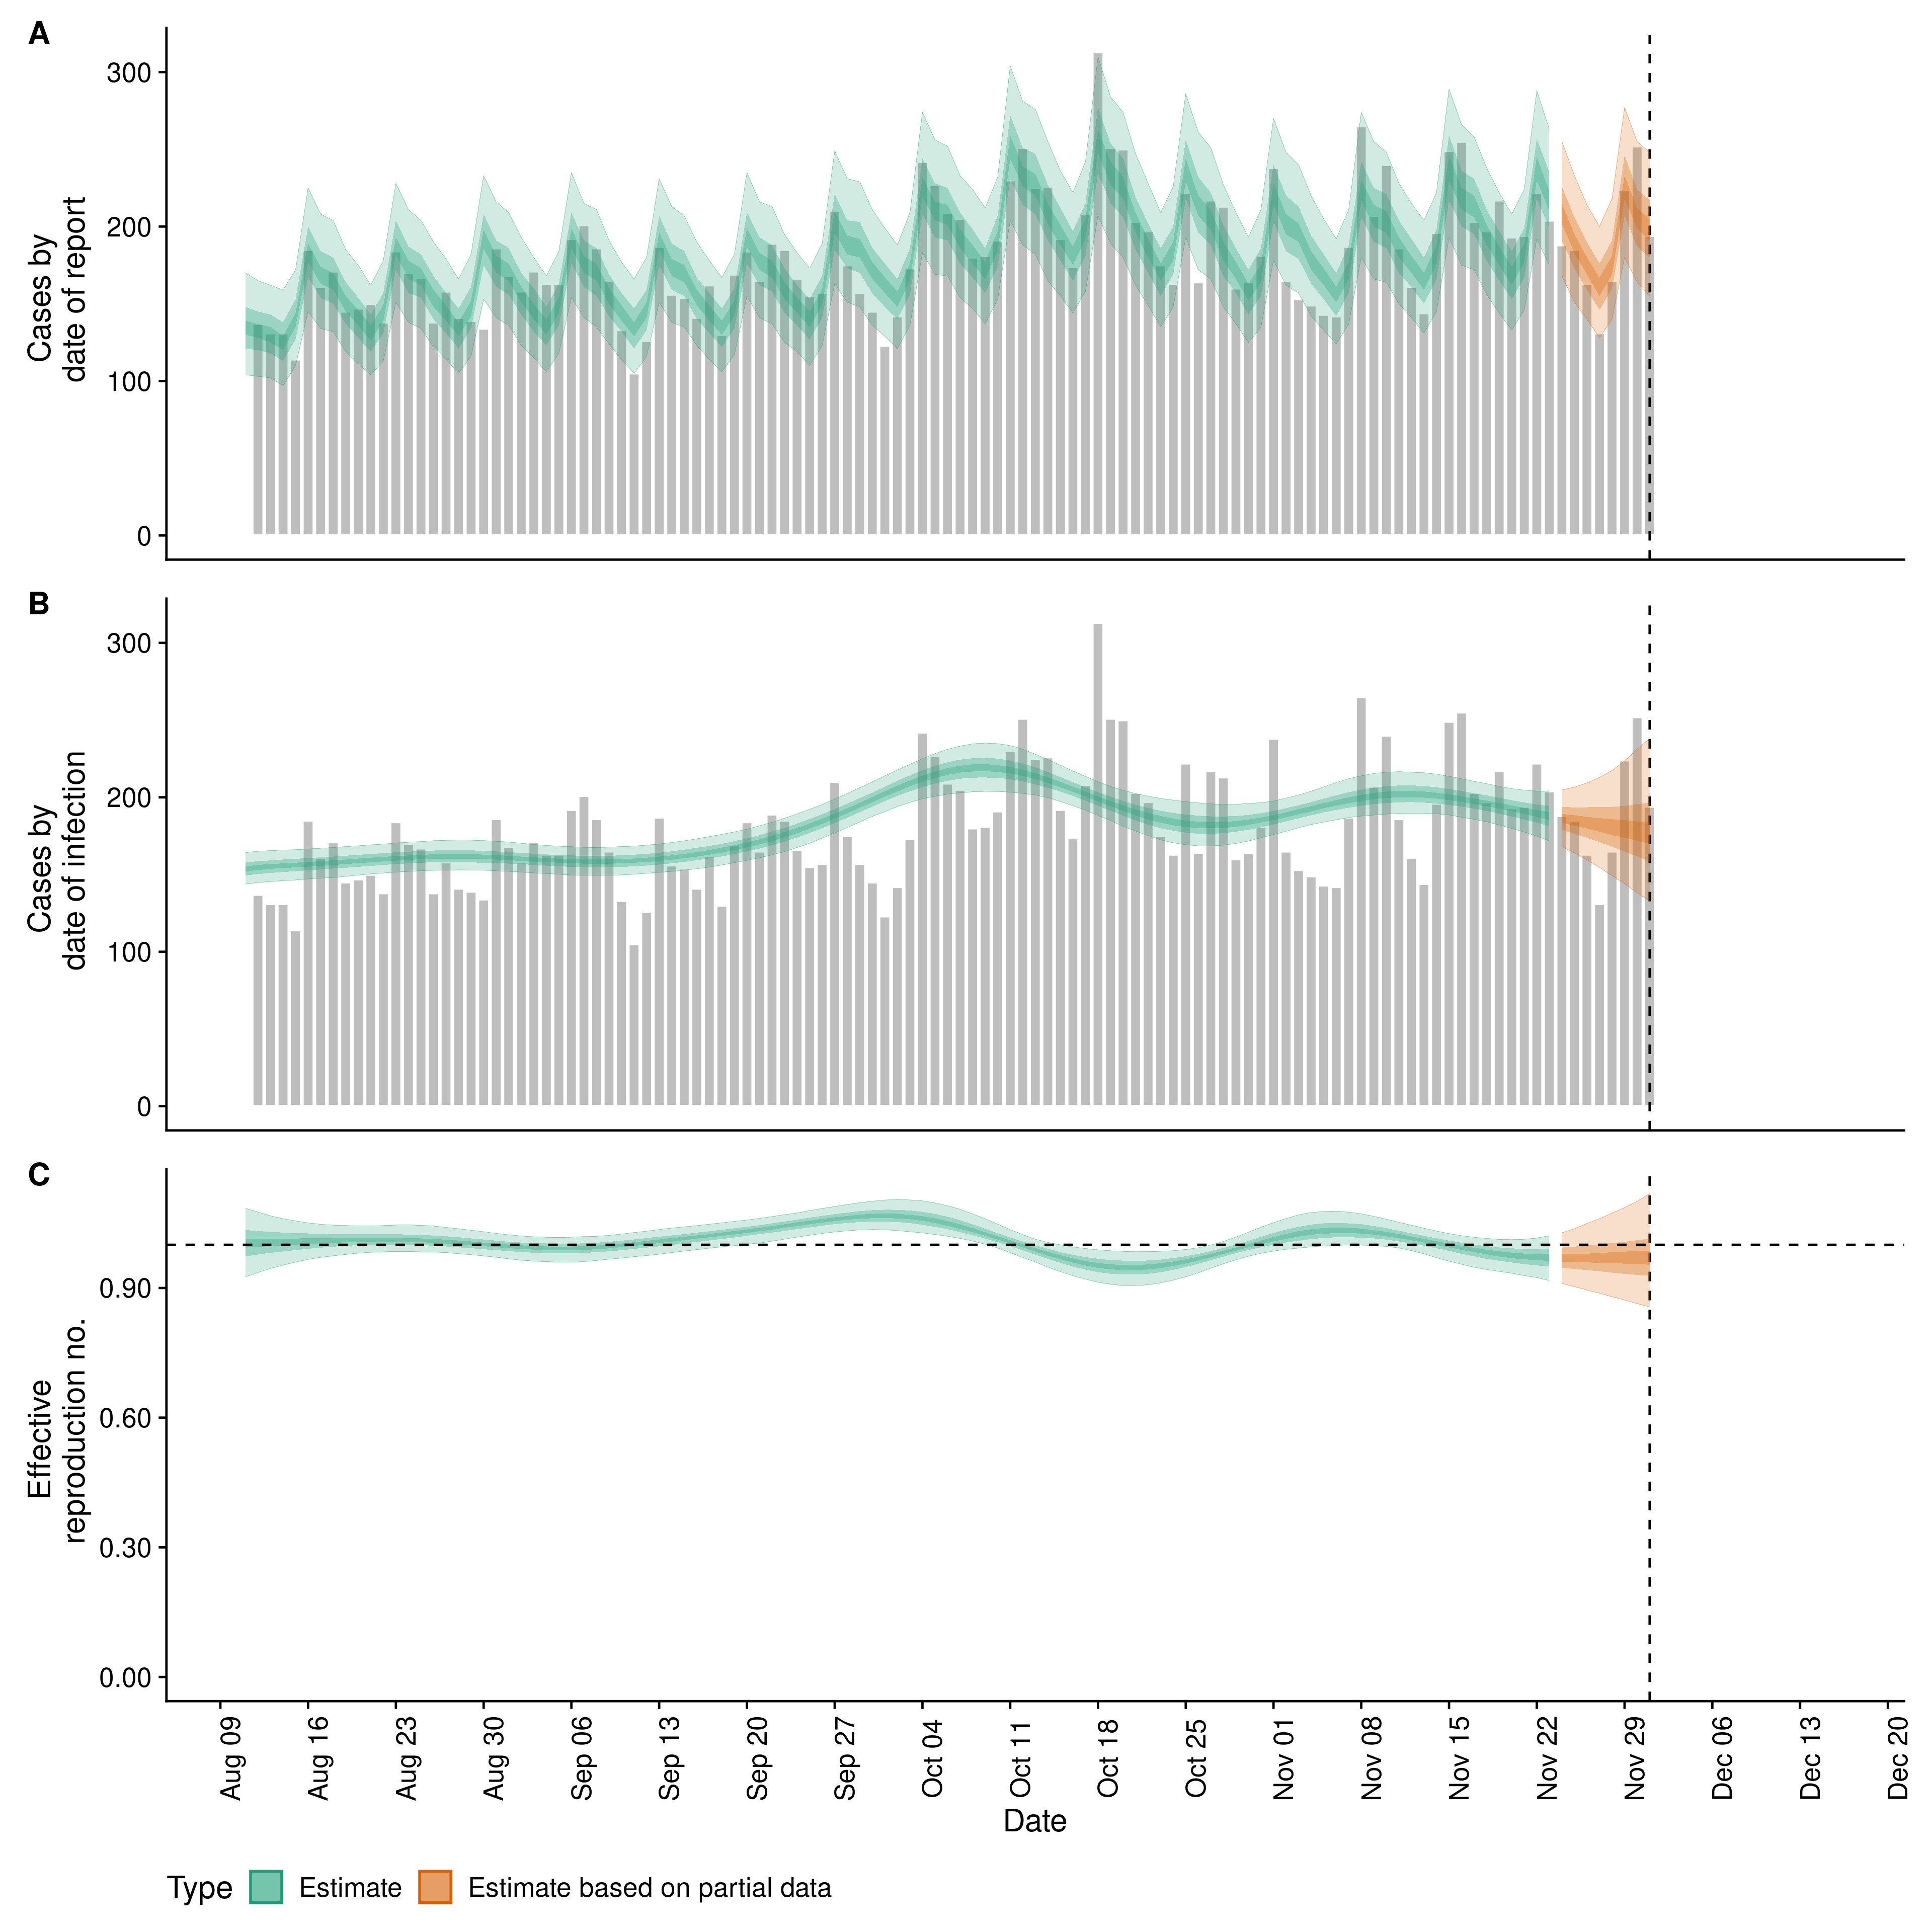 A
Cases by
date of report
300
200
100
0
B
Cases by
date of infection
300
200
100
0
C
Effective
reproduction no.
0.90
0.60
0.30
0.00
Aug 09
Aug 16
Aug 23
Aug 30
Sep 06
Sep 13
Sep 20
Sep 27
Oct 04
Oct 11
Oct 18
Oct 25
Nov 01
Nov 08
Nov 15
Nov 22
Nov 29
Dec 06
Dec 13
Dec 20
Date
Type Estimate Estimate based on partial data